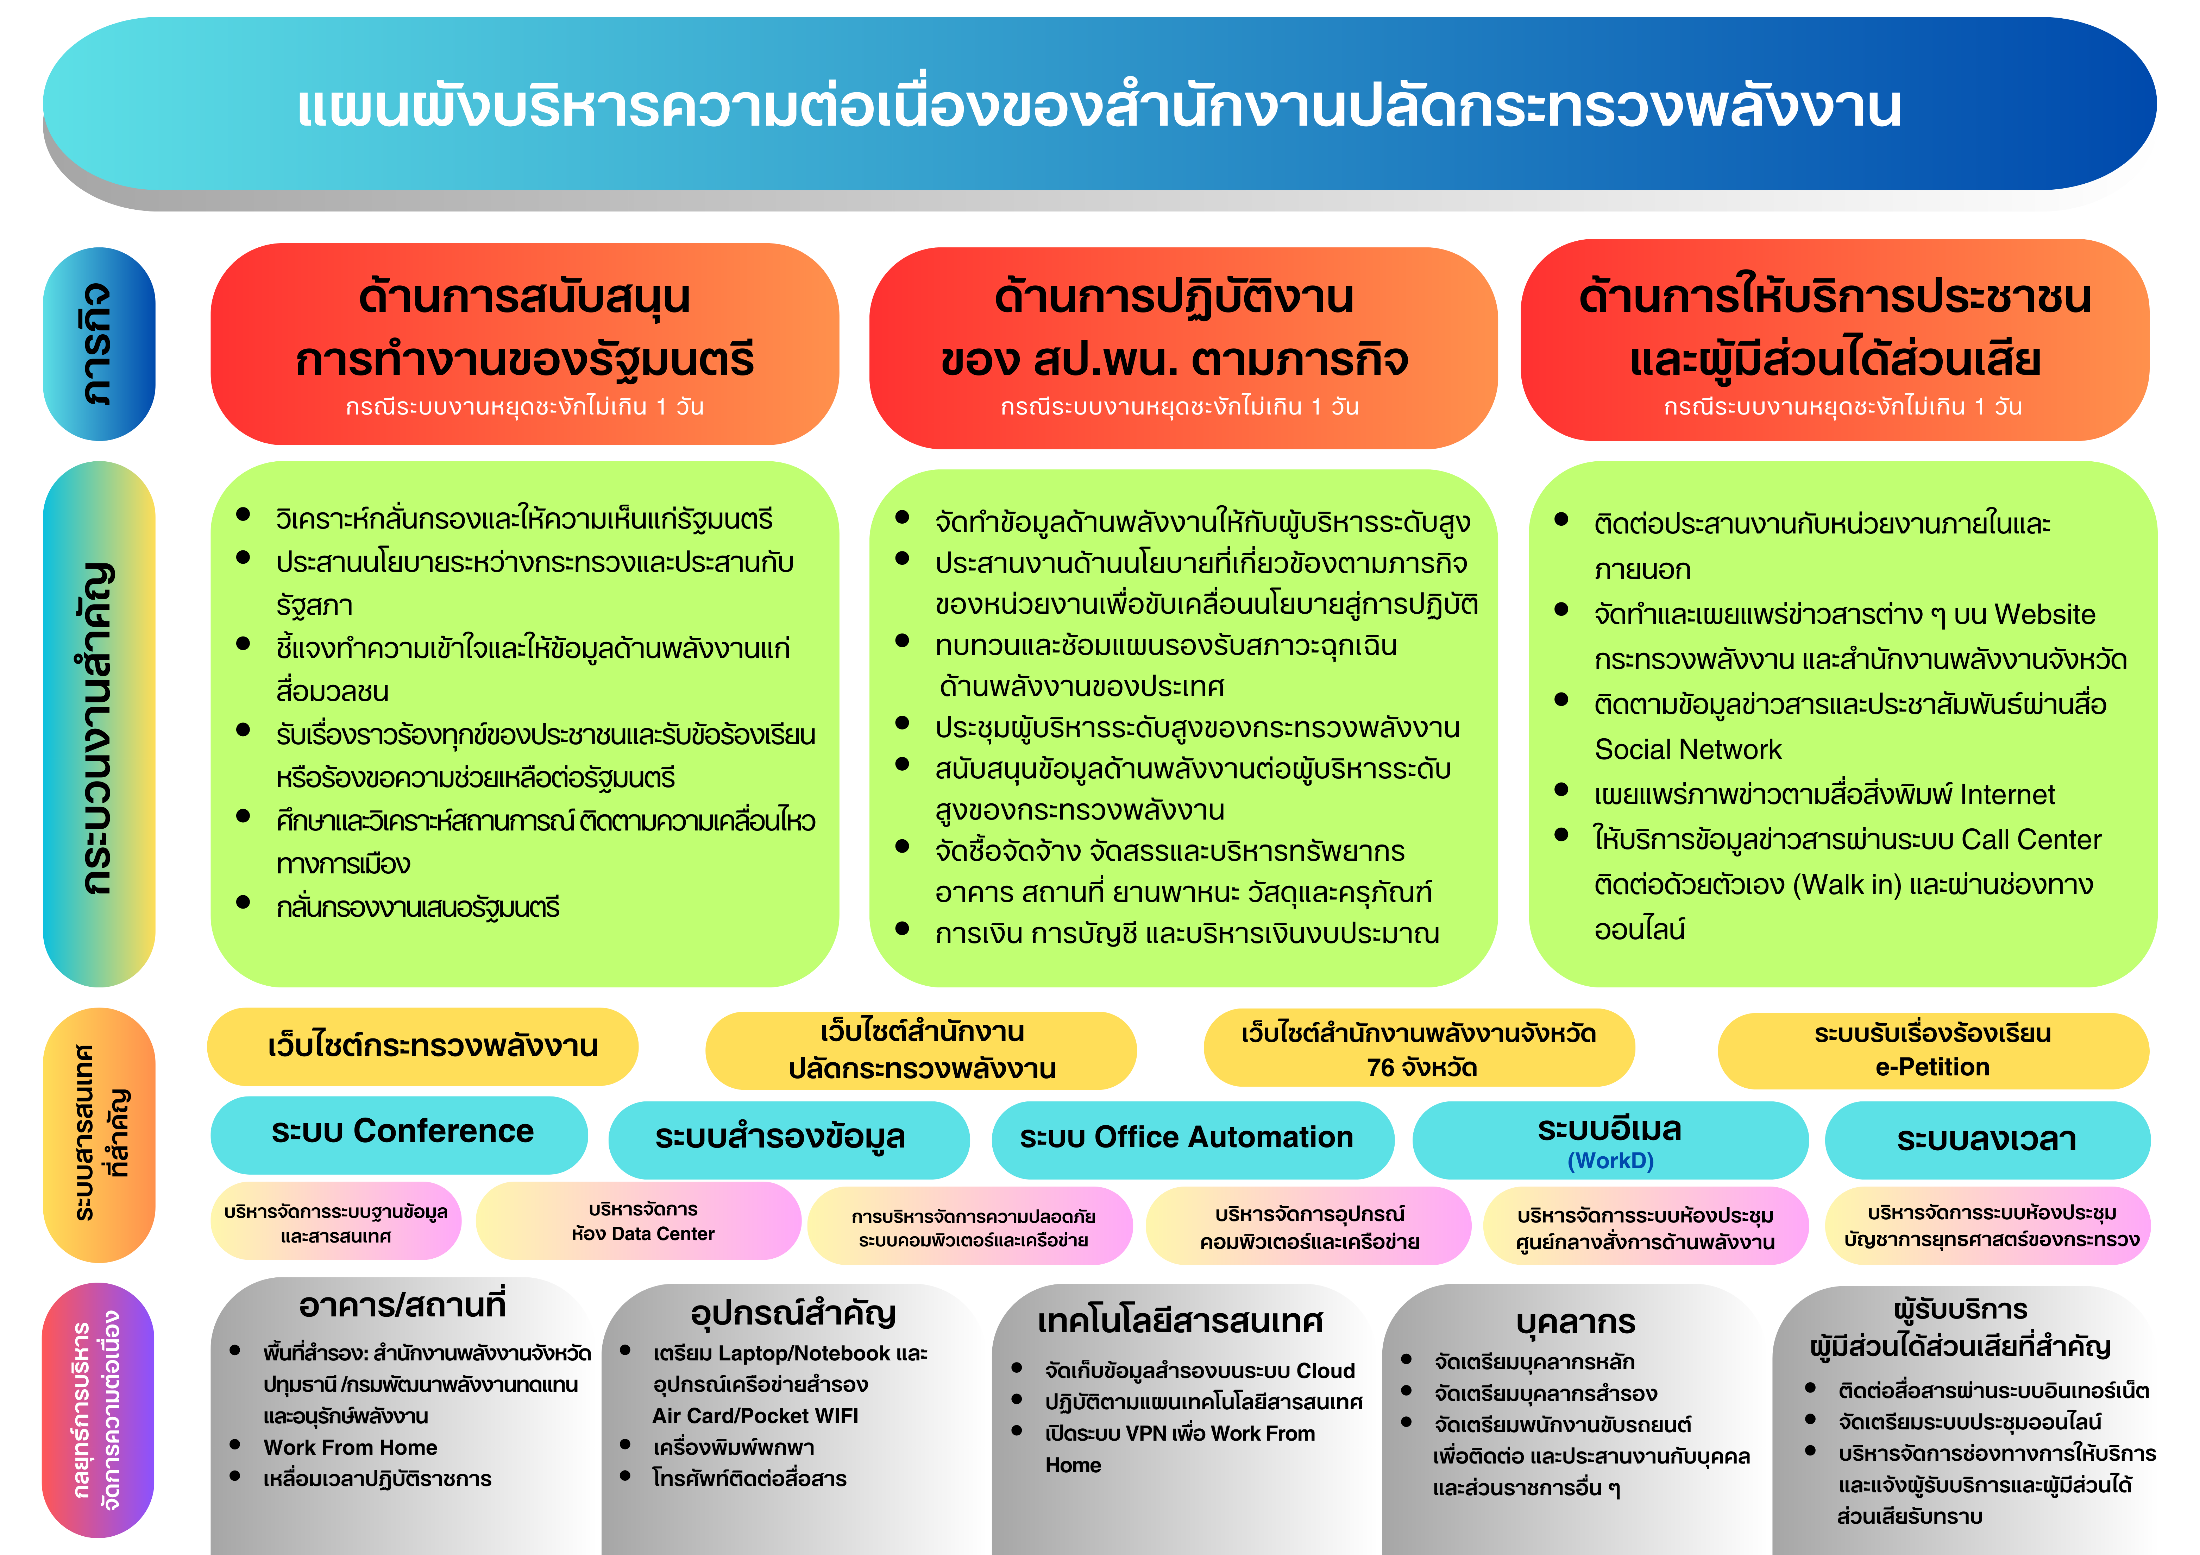 แผนผังบริหารความต่อเนื่องของสำนักงานปลัดกระทรวงพลังงาน
ภารกิจ
ด้านการสนับสนุน
การทำงานของรัฐมนตรี
กรณีระบบงานหยุดชะงักไม่เกิน 1 วัน
ด้านการปฏิบัติงาน
ของ สป.พน. ตามภารกิจ
กรณีระบบงานหยุดชะงักไม่เกิน 1 วัน
ด้านการให้บริการประชาชน
และผู้มีส่วนได้ส่วนเสีย
กรณีระบบงานหยุดชะงักไม่เกิน 1 วัน
กระบวนงานสำคัญ
• วิเคราะห์กลั่นกรองและให้ความเห็นแก่รัฐมนตรี
• ประสานนโยบายระหว่างกระทรวงและประสานกับ
รัฐสภา
• ชี้แจงทำความเข้าใจและให้ข้อมูลด้านพลังงานแก่
สื่อมวลชน
• รับเรื่องราวร้องทุกข์ของประชาชนและรับข้อร้องเรียน
หรือร้องขอความช่วยเหลือต่อรัฐมนตรี
• ศึกษาและวิเคราะห์สถานการณ์ ติดตามความเคลื่อนไหว
ทางการเมือง
• กลั่นกรองงานเสนอรัฐมนตรี
• จัดทำข้อมูลด้านพลังงานให้กับผู้บริหารระดับสูง
• ประสานงานด้านนโยบายที่เกี่ยวข้องตามภารกิจ
ของหน่วยงานเพื่อขับเคลื่อนนโยบายสู่การปฏิบัติ
• ทบทวนและซ้อมแผนรองรับสภาวะฉุกเฉิน
ด้านพลังงานของประเทศ
• ประชุมผู้บริหารระดับสูงของกระทรวงพลังงาน
• สนับสนุนข้อมูลด้านพลังงานต่อผู้บริหารระดับ
สูงของกระทรวงพลังงาน
• จัดซื้อจัดจ้าง จัดสรรและบริหารทรัพยากร
อาคาร สถานที่ ยานพาหนะ วัสดุและครุภัณฑ์
• การเงิน การบัญชี และบริหารเงินงบประมาณ
• ติดต่อประสานงานกับหน่วยงานภายในและ
ภายนอก
• จัดทำและเผยแพร่ข่าวสารต่าง ๆ บน Website
กระทรวงพลังงาน และสำนักงานพลังงานจังหวัด
• ติดตามข้อมูลข่าวสารและประชาสัมพันธ์ผ่านสื่อ
Social Network
• เผยแพร่ภาพข่าวตามสื่อสิ่งพิมพ์ Internet
• ให้บริการข้อมูลข่าวสารผ่านระบบ Call Center
ติดต่อด้วยตัวเอง (Walk in) และผ่านช่องทาง
ออนไลน์
ระบบสารสนเทศ
ที่สำคัญ
เว็บไซต์กระทรวงพลังงาน
เว็บไซต์สำนักงาน
ปลัดกระทรวงพลังงาน
เว็บไซต์สำนักงานพลังงานจังหวัด
76 จังหวัด
ระบบรับเรื่องร้องเรียน
e-Petition
ระบบ Conference
ระบบสำรองข้อมูล
ระบบ Office Automation
ระบบอีเมล
(WorkD)
ระบบลงเวลา
บริหารจัดการระบบฐานข้อมูล
และสารสนเทศ
บริหารจัดการ
ห้อง Data Center
การบริหารจัดการความปลอดภัย
ระบบคอมพิวเตอร์และเครือข่าย
บริหารจัดการอุปกรณ์
คอมพิวเตอร์และเครือข่าย
บริหารจัดการระบบห้องประชุม
ศูนย์กลางสั่งการด้านพลังงาน
บริหารจัดการระบบห้องประชุม
บัญชาการยุทธศาสตร์ของกระทรวง
กลยุทธ์การบริหาร
จัดการความต่อเนื่อง
อาคาร/สถานที่
• พื้นที่สำรอง: สำนักงานพลังงานจังหวัด
ปทุมธานี /กรมพัฒนาพลังงานทดแทน
และอนุรักษ์พลังงาน
• Work From Home
• เหลื่อมเวลาปฏิบัติราชการ
อุปกรณ์สำคัญ
• เตรียม Laptop/Notebook และ
อุปกรณ์เครือข่ายสำรอง
Air Card/Pocket WIFI
• เครื่องพิมพ์พกพา
• โทรศัพท์ติดต่อสื่อสาร
เทคโนโลยีสารสนเทศ
• จัดเก็บข้อมูลสำรองบนระบบ Cloud
• ปฏิบัติตามแผนเทคโนโลยีสารสนเทศ
• เปิดระบบ VPN เพื่อ Work From
Home
บุคลากร
• จัดเตรียมบุคลากรหลัก
• จัดเตรียมบุคลากรสำรอง
• จัดเตรียมพนักงานขับรถยนต์
เพื่อติดต่อ และประสานงานกับบุคคล
และส่วนราชการอื่น ๆ
ผู้รับบริการ
ผู้มีส่วนได้ส่วนเสียที่สำคัญ
• ติดต่อสื่อสารผ่านระบบอินเทอร์เน็ต
• จัดเตรียมระบบประชุมออนไลน์
• บริหารจัดการช่องทางการให้บริการ
และแจ้งผู้รับบริการและผู้มีส่วนได้
ส่วนเสียรับทราบ